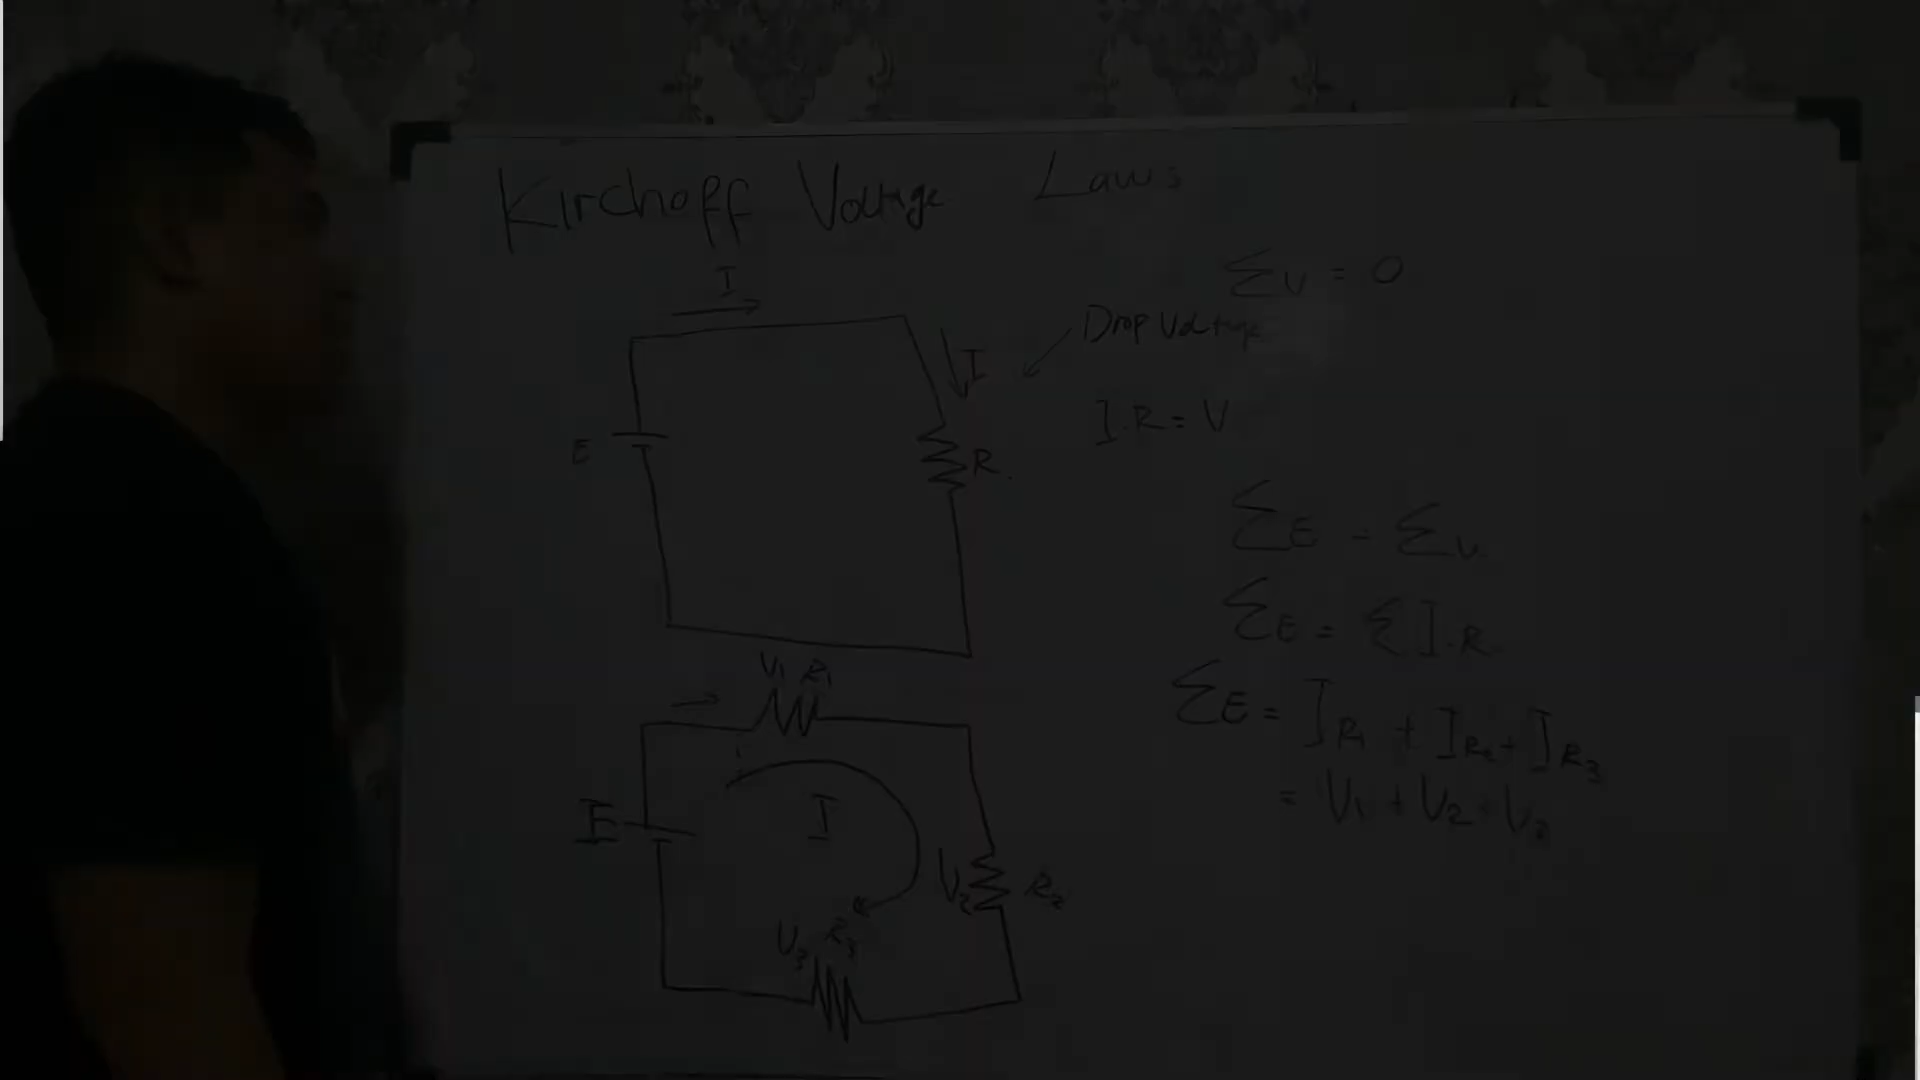 Kirchoff Voltage Laws
Σv = 0
I
Drop Voltage
I
I.R = V
E
R
ΣE = Σv
ΣE = Σ I.R
V1 R1
ΣE = IR1 + IR2 + IR3
= V1 + V2 + V3
E
I
V2
R2
V3 R3